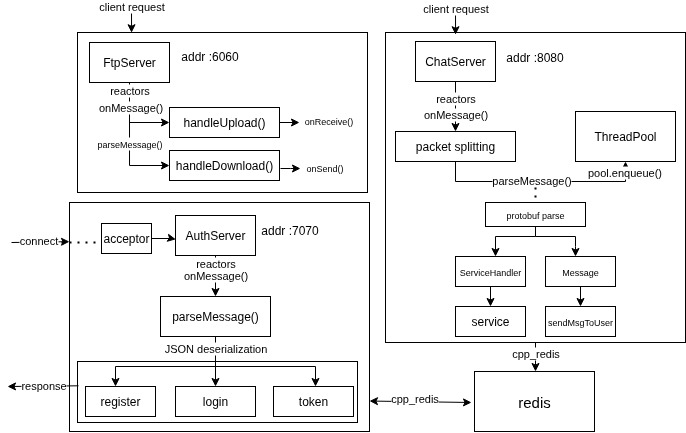 client request
FtpServer
addr :6060
reactors
onMessage()
handleUpload()
onReceive()
parseMessage()
handleDownload()
onSend()
client request
ChatServer
addr :8080
reactors
onMessage()
packet splitting
ThreadPool
parseMessage()
pool.enqueue()
protobuf parse
ServiceHandler
Message
service
sendMsgToUser
cpp_redis
redis
connect
acceptor
AuthServer
addr :7070
reactors
onMessage()
parseMessage()
JSON deserialization
response
register
login
token
cpp_redis